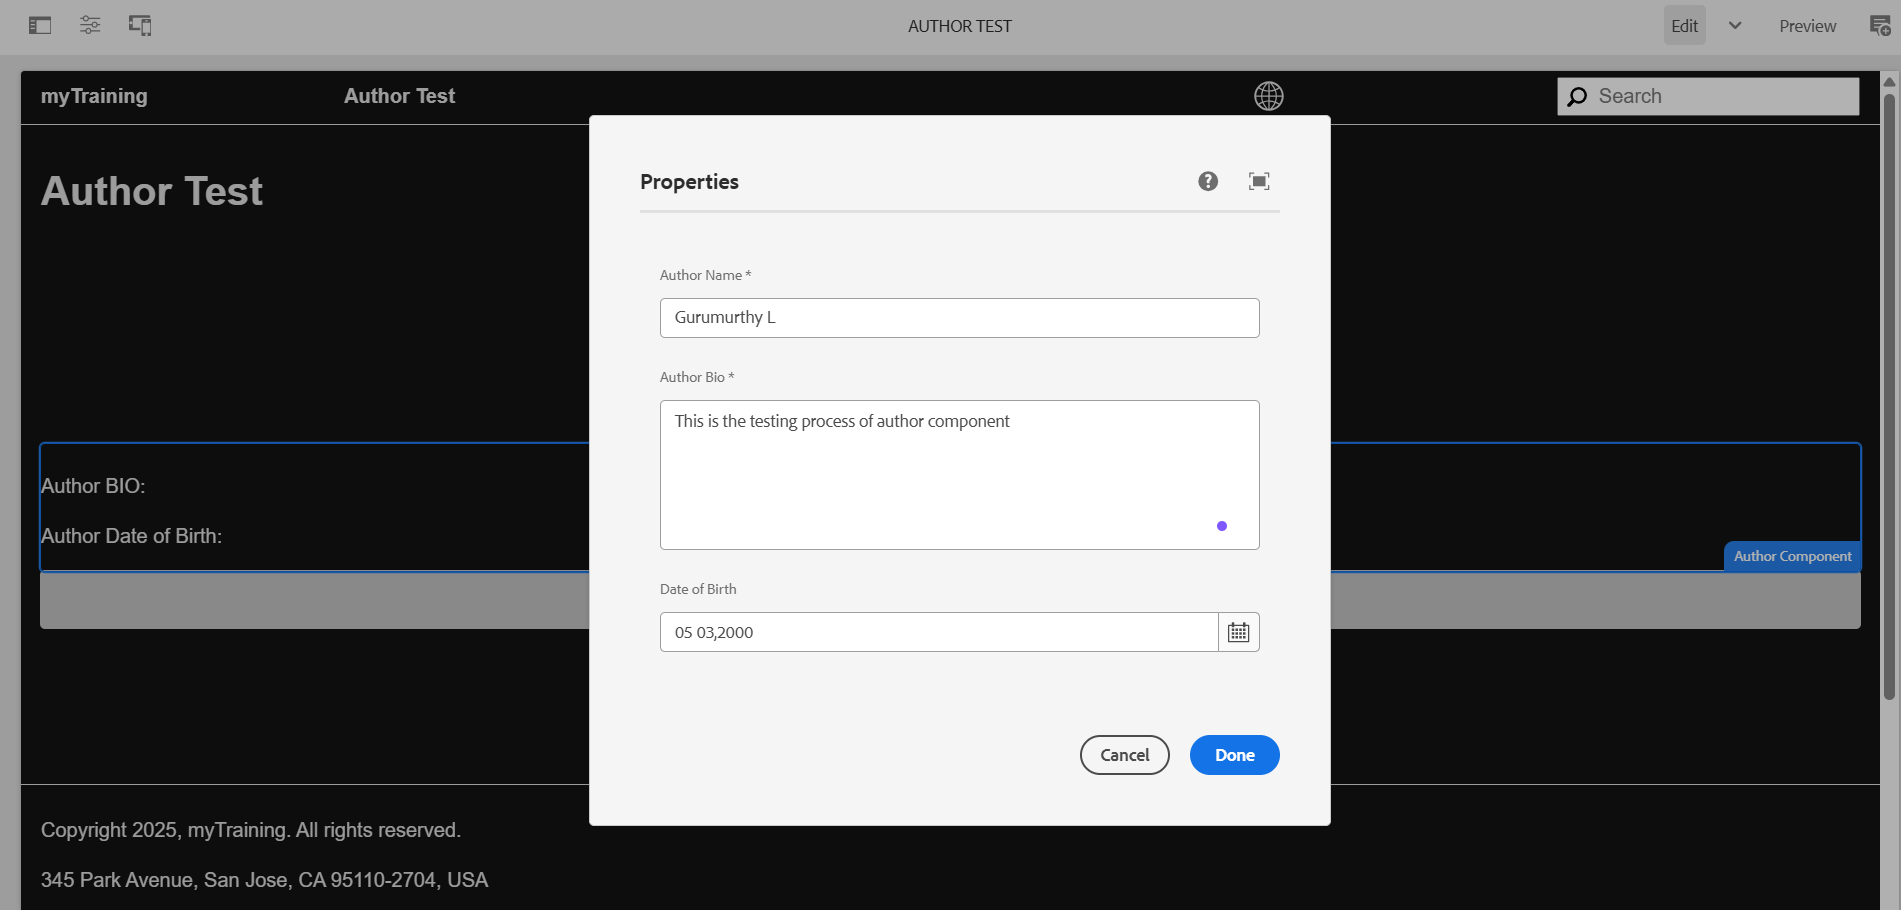 AUTHOR TEST
Edit
Preview
myTraining
Author Test
Search
Author Test
Properties
Author Name *
Gurumurthy L
Author Bio *
This is the testing process of author component
Author BIO:
Author Date of Birth:
Author Component
Date of Birth
05 03,2000
Cancel
Done
Copyright 2025, myTraining. All rights reserved.
345 Park Avenue, San Jose, CA 95110-2704, USA